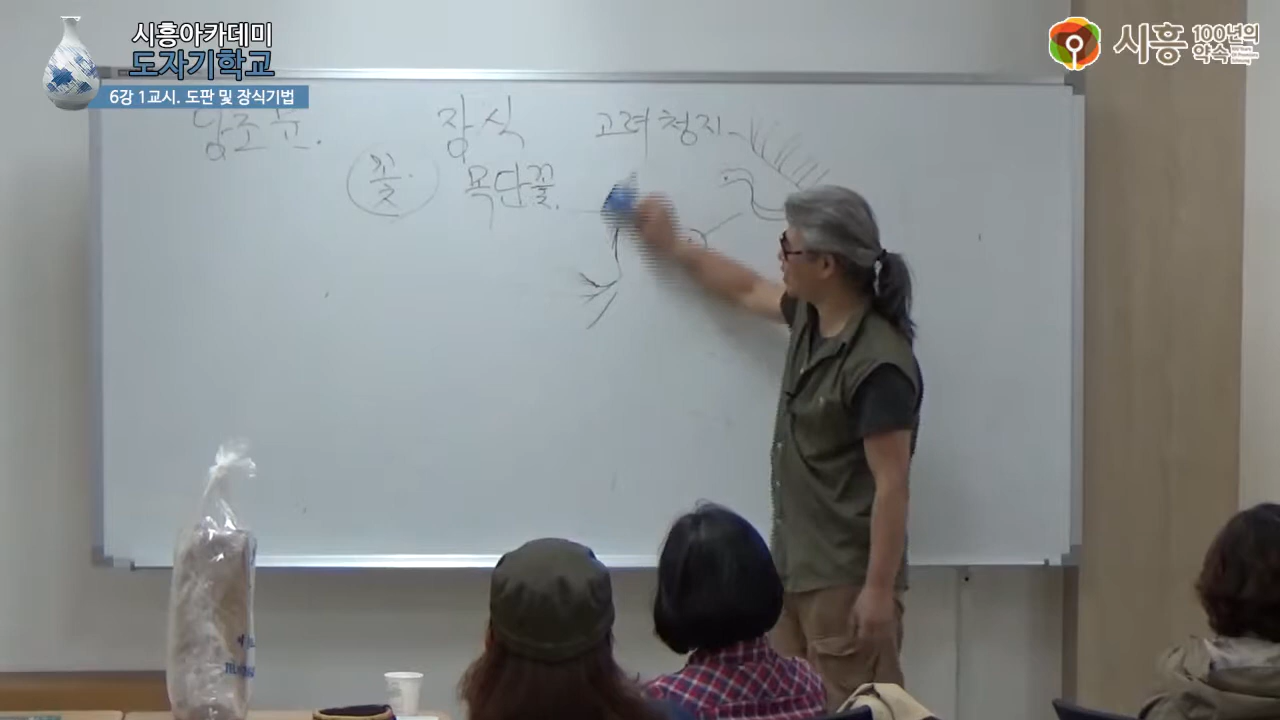 시흥아카데미
도자기학교
6강 1교시. 도판 및 장식기법
시흥 100년의 약속
장식 고려청자
꽃. 목단꽃.